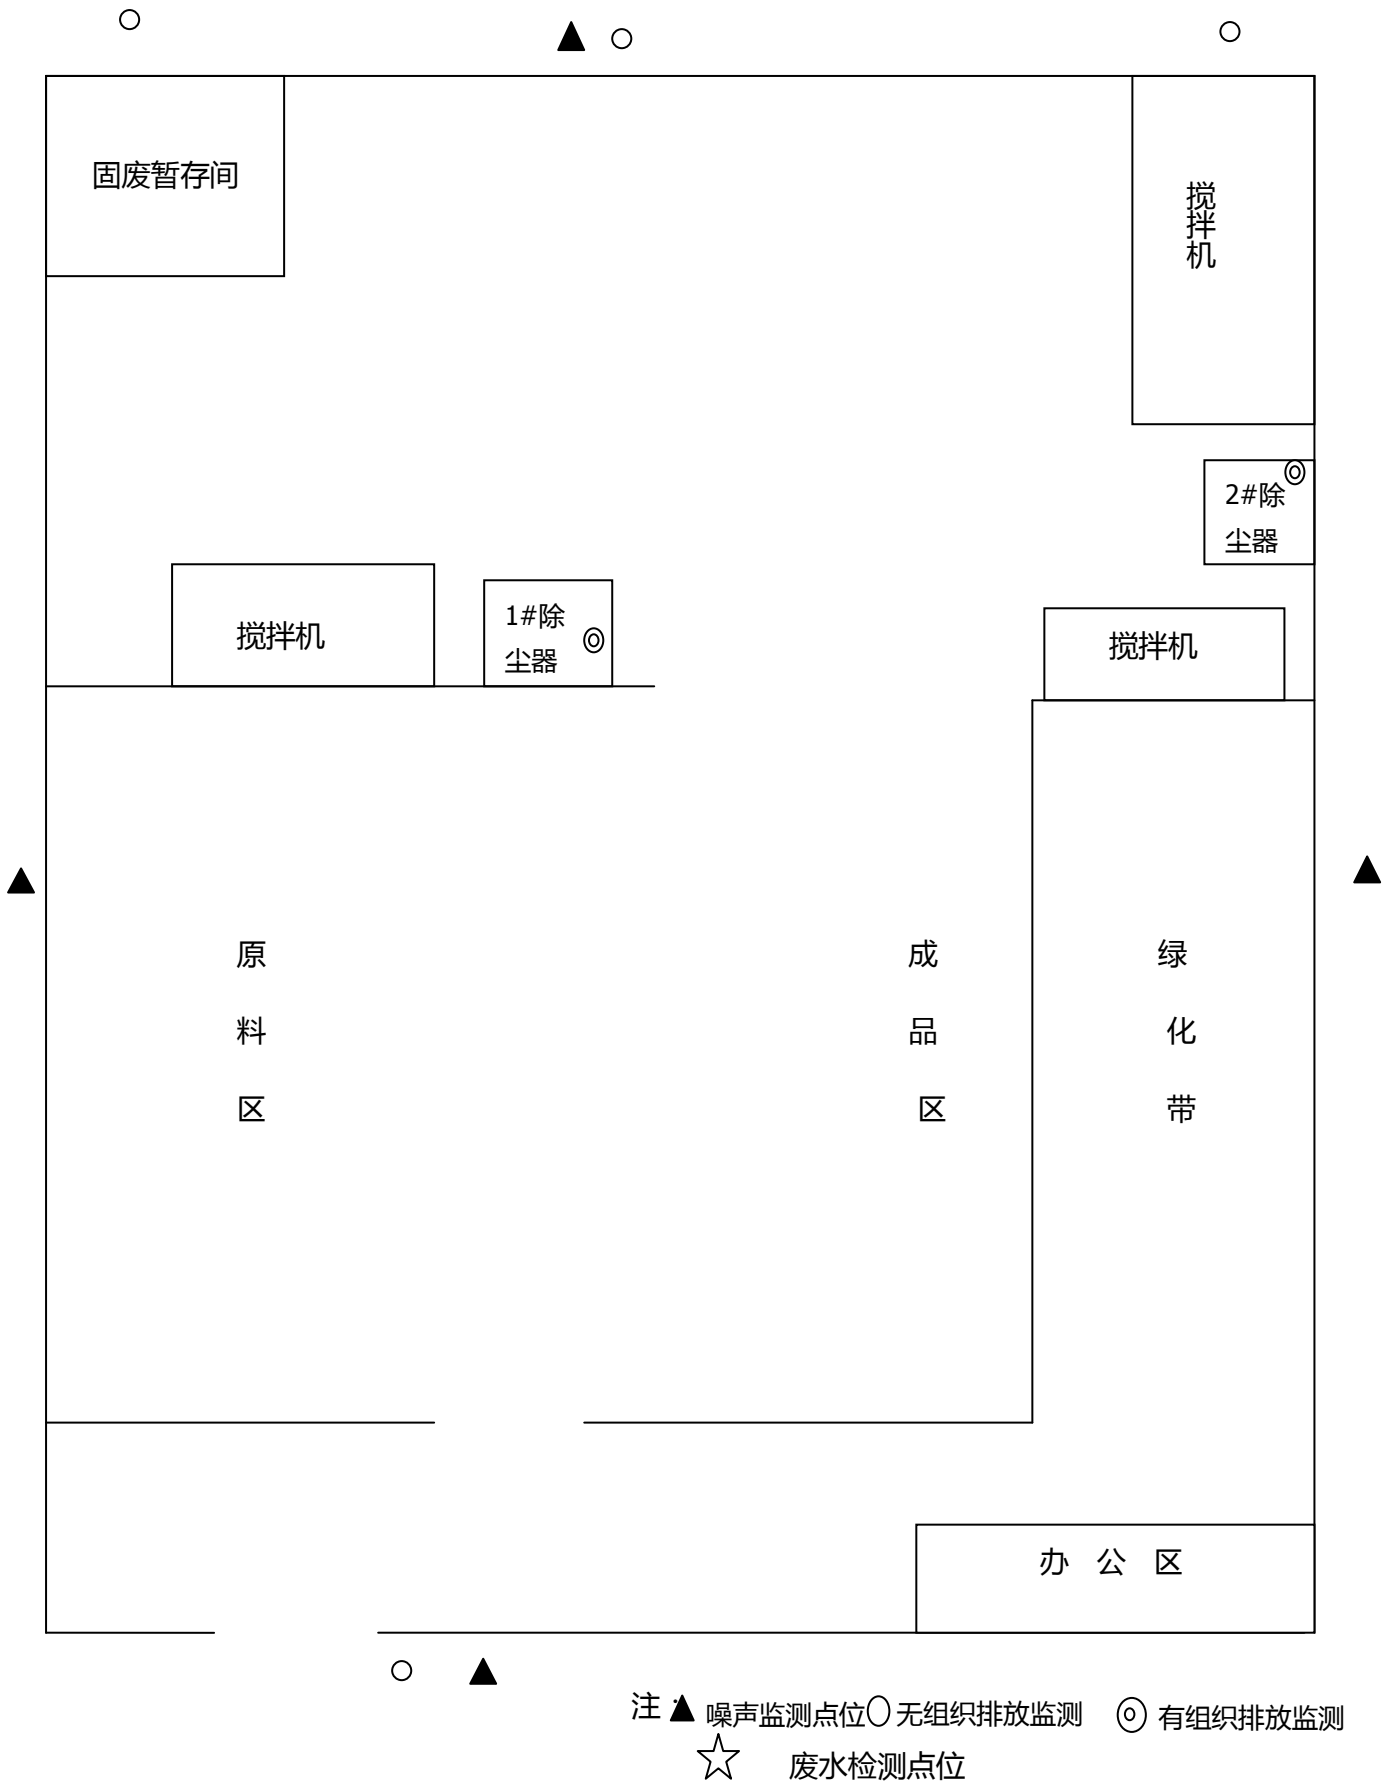 固废暂存间
搅拌机
2#除
尘器
搅拌机
1#除
尘器
搅拌机
原
料
区
成
品
区
绿
化
带
办 公 区
注：噪声监测点位 无组织排放监测 有组织排放监测
废水检测点位